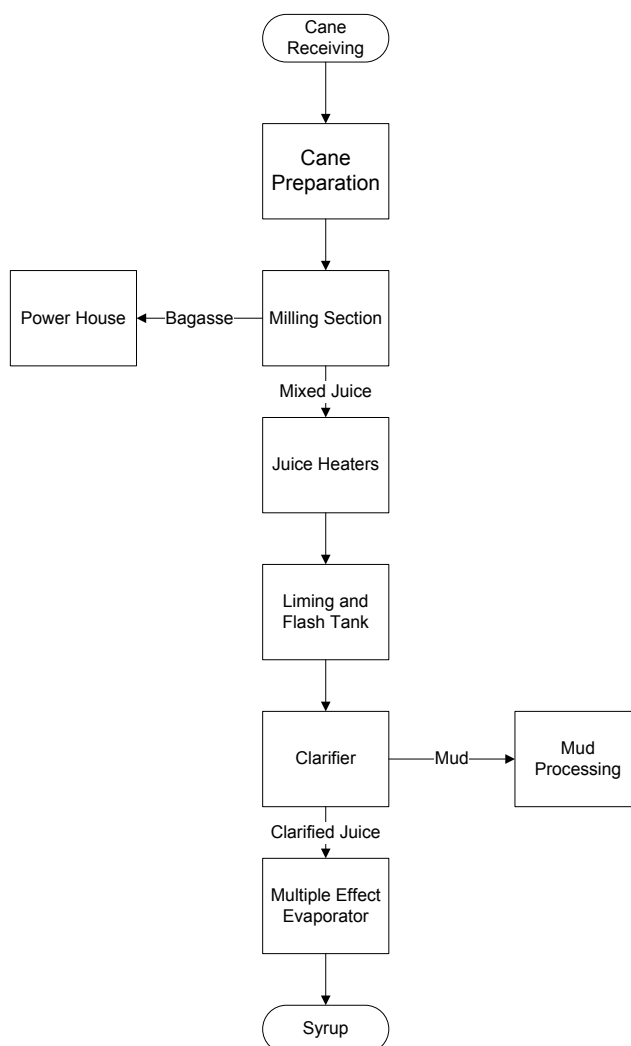 Cane
Receiving
Cane
Preparation
Power House
Bagasse
Milling Section
Mixed Juice
Juice Heaters
Liming and
Flash Tank
Clarifier
Mud
Mud
Processing
Clarified Juice
Multiple Effect
Evaporator
Syrup